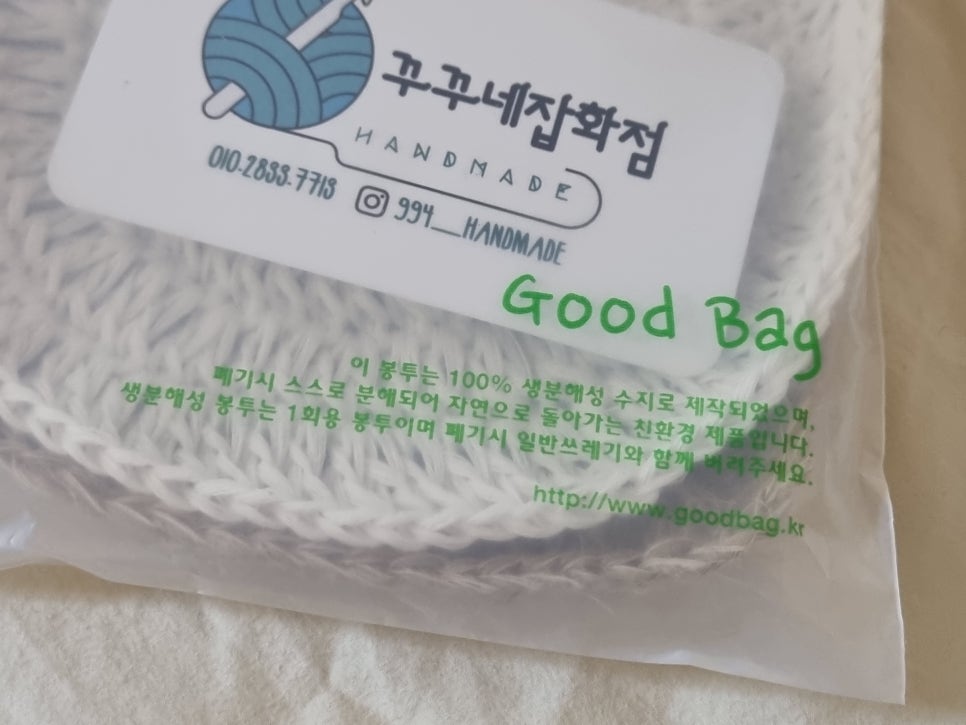 꾸꾸네잡화점
HANDMADE
010.2833.7713 994__HANDMADE
Good Bag
이 봉투는 100% 생분해성 수지로 제작되었으며,
폐기시 스스로 분해되어 자연으로 돌아가는 친환경 제품입니다.
생분해성 봉투는 1회용 봉투이며 폐기시 일반쓰레기와 함께 버려주세요.
http://www.goodbag.kr